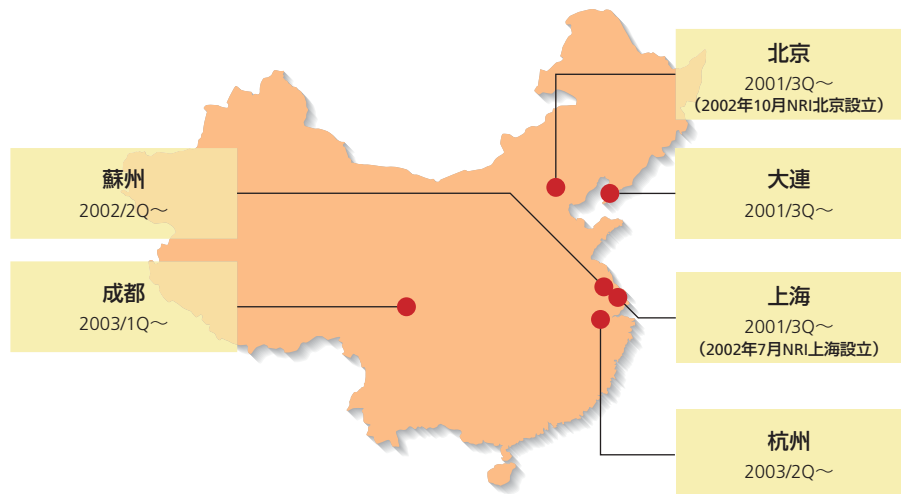 北京
2001/3Q～
（2002年10月NRI北京設立）
蘇州
2002/2Q～
大連
2001/3Q～
成都
2003/1Q～
上海
2001/3Q～
（2002年7月NRI上海設立）
杭州
2003/2Q～